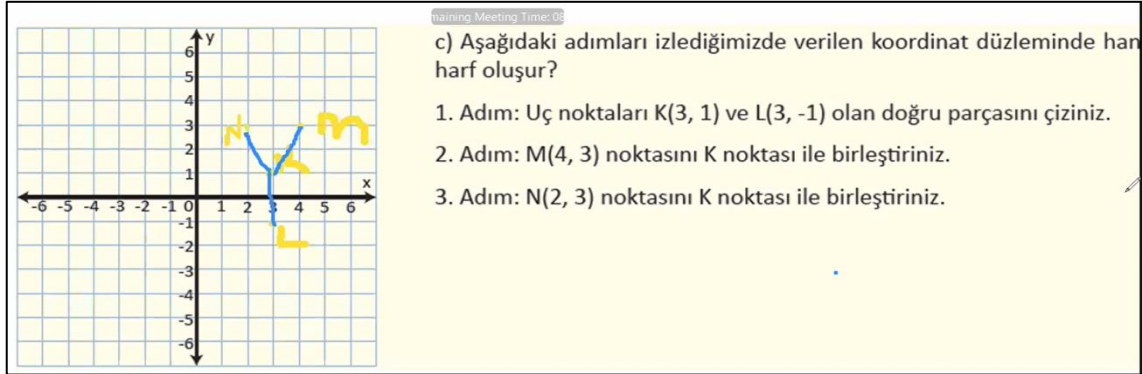 maining Meeting Time: 08
c) Aşağıdaki adımları izlediğimizde verilen koordinat düzleminde han
harf oluşur?
1. Adım: Uç noktaları K(3, 1) ve L(3, -1) olan doğru parçasını çiziniz.
2. Adım: M(4, 3) noktasını K noktası ile birleştiriniz.
3. Adım: N(2, 3) noktasını K noktası ile birleştiriniz.
y
6
5
4
3
2
1
x
-6 -5 -4 -3 -2 -1 0 1 2 3 4 5 6
-1
-2
-3
-4
-5
-6
N
m
K
L